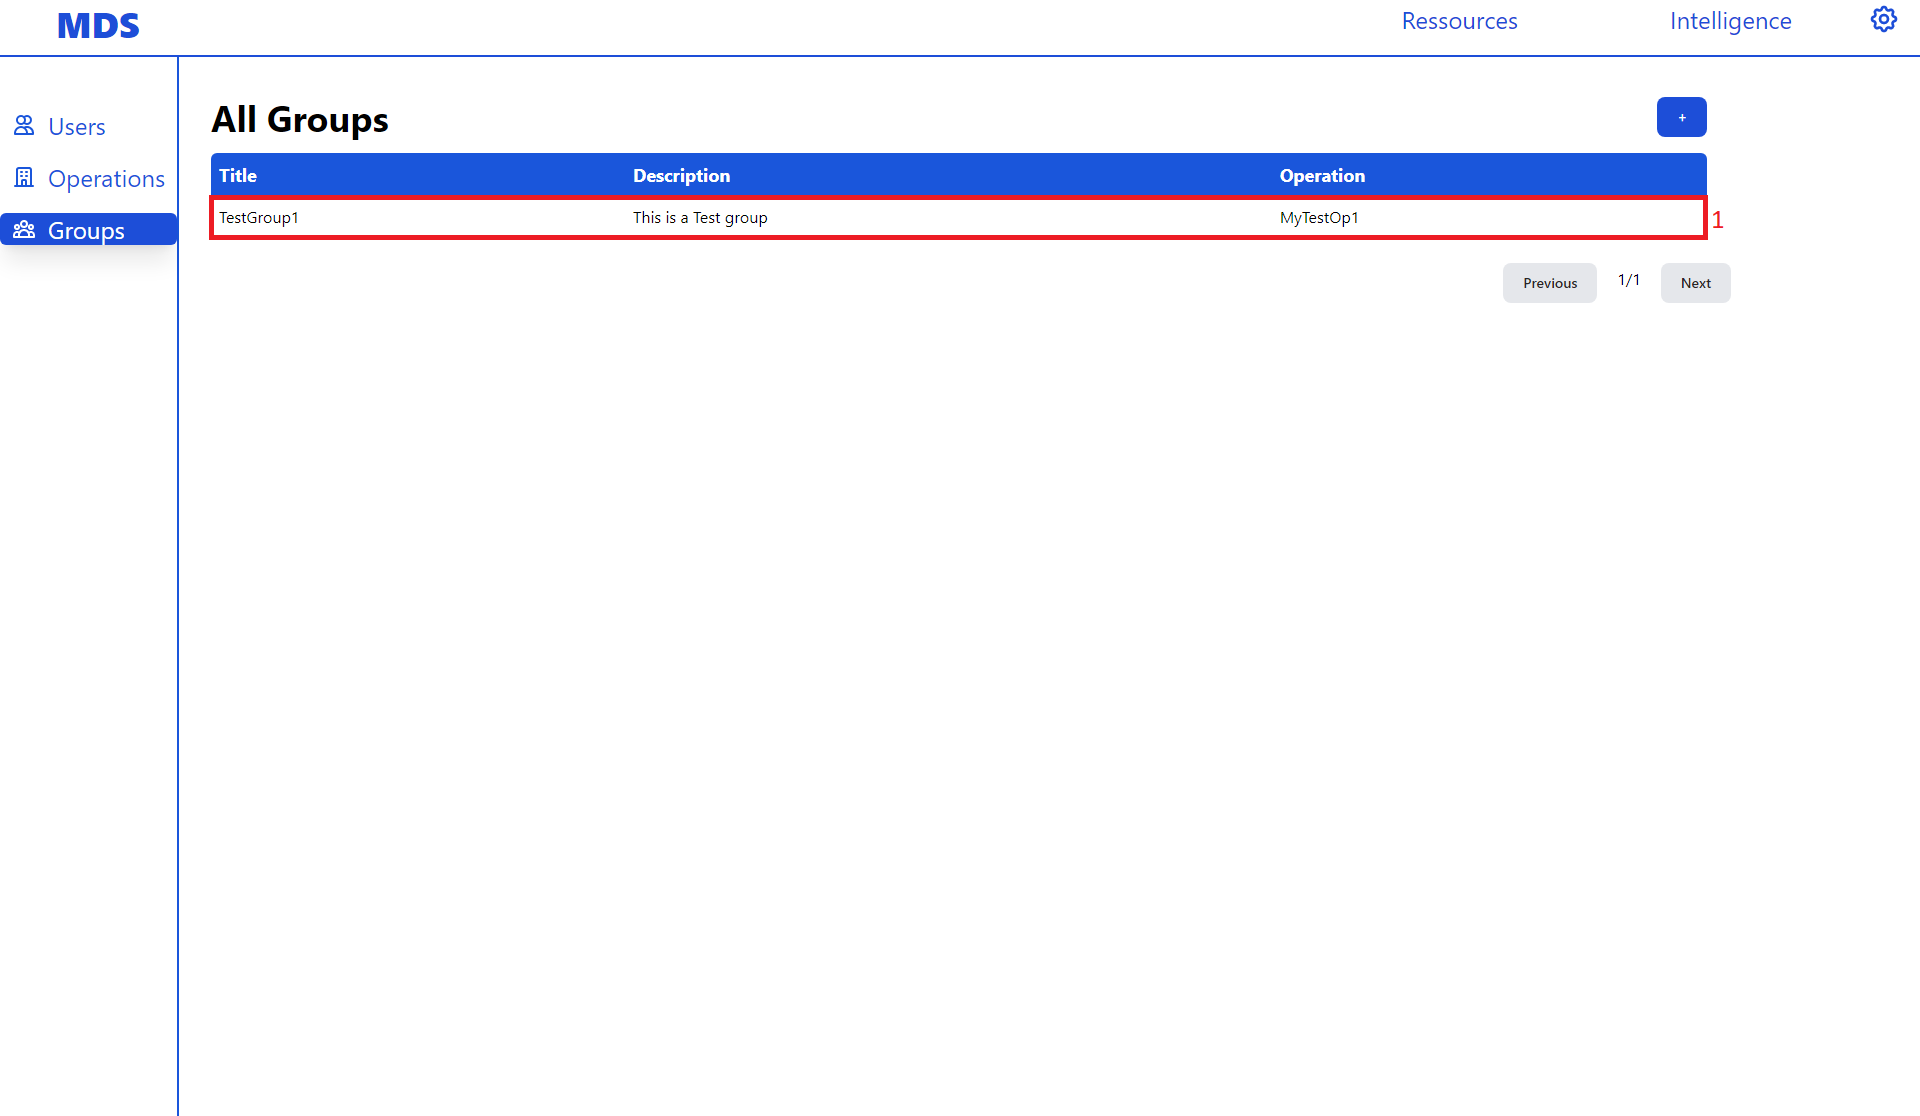 MDS
Ressources
Intelligence
Users
Operations
Groups
All Groups
+
Title Description Operation
TestGroup1 This is a Test group MyTestOp1
1
Previous 1/1 Next